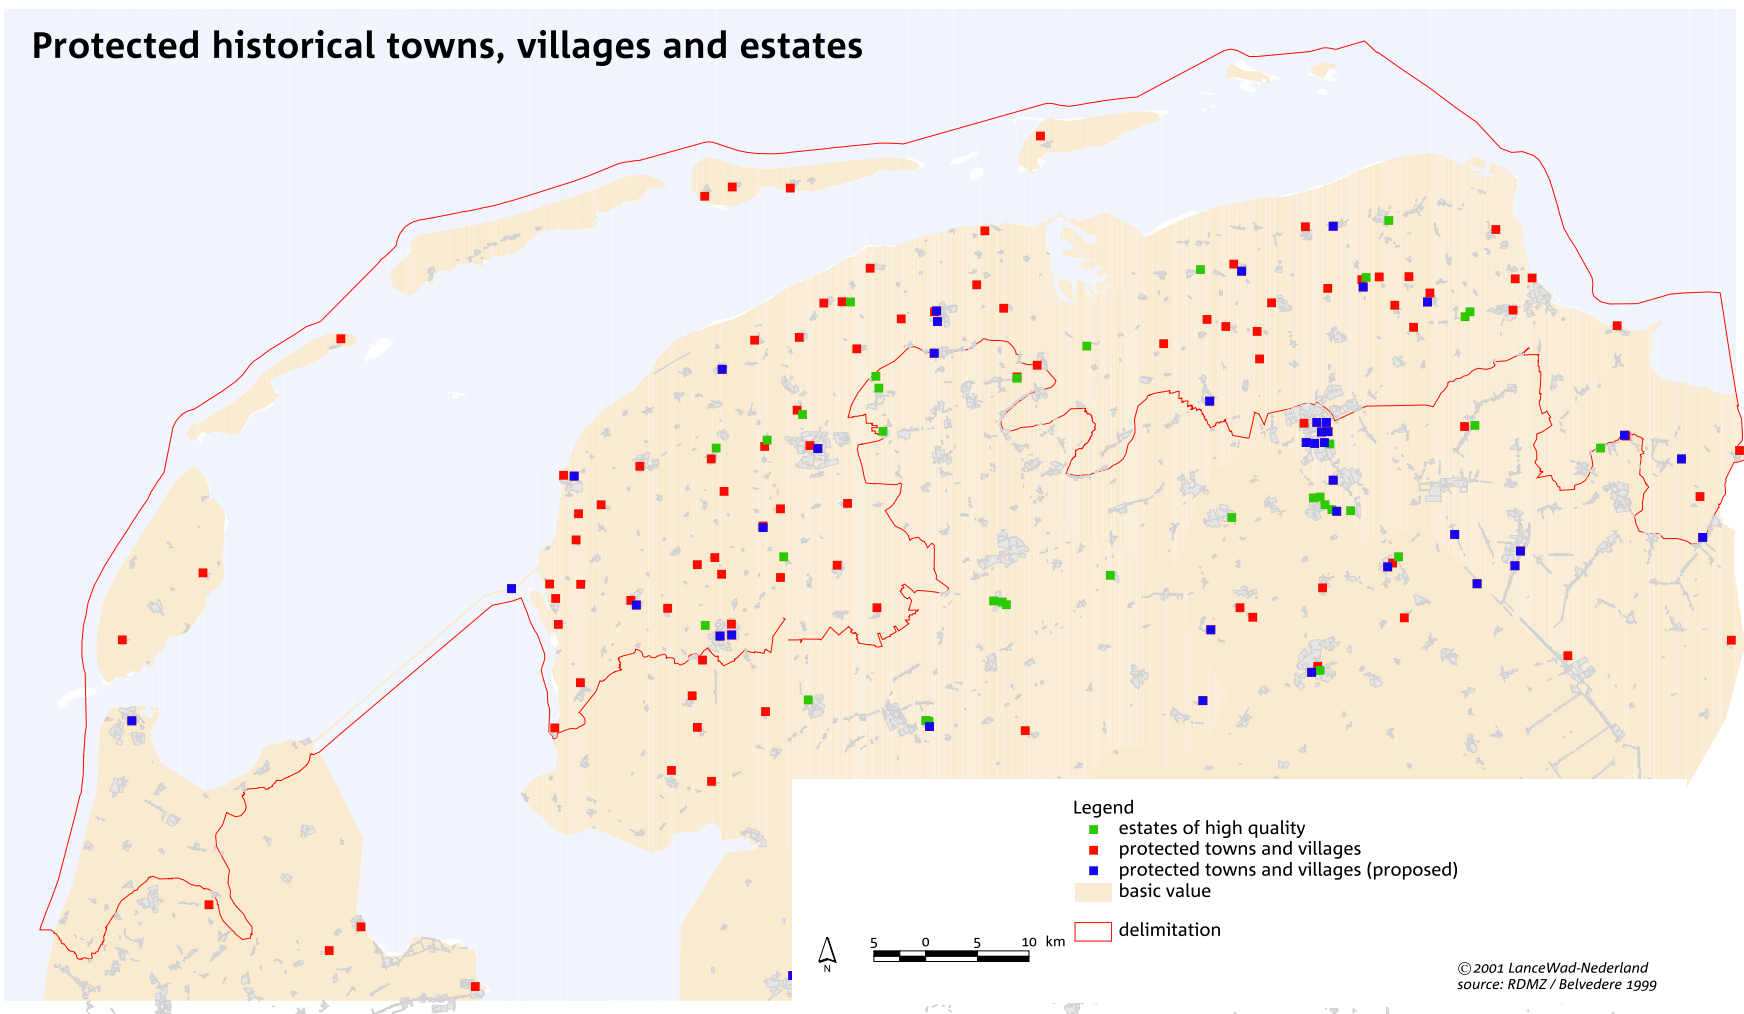 Protected historical towns, villages and estates
Legend
estates of high quality
protected towns and villages
protected towns and villages (proposed)
basic value
delimitation
5 0 5 10 km
N
©2001 LanceWad-Nederland
source: RDMZ / Belvedere 1999